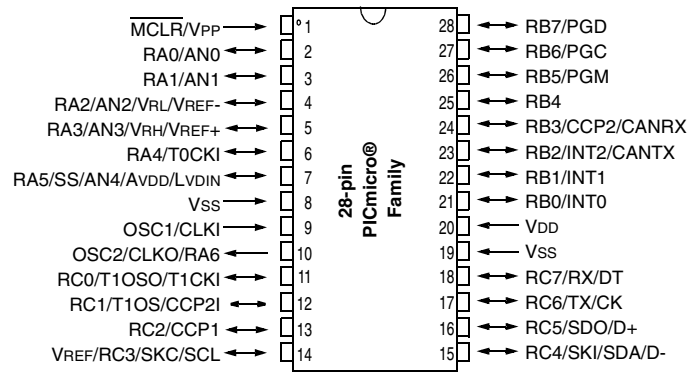 MCLR/VPP 1
RA0/AN0 2
RA1/AN1 3
RA2/AN2/VRL/VREF- 4
RA3/AN3/VRH/VREF+ 5
RA4/T0CKI 6
RA5/SS/AN4/AVDD/LVDIN 7
VSS 8
OSC1/CLKI 9
OSC2/CLKO/RA6 10
RC0/T1OSO/T1CKI 11
RC1/T1OS/CCP2I 12
RC2/CCP1 13
VREF/RC3/SKC/SCL 14
28-pin
PICmicro®
Family
28 RB7/PGD
27 RB6/PGC
26 RB5/PGM
25 RB4
24 RB3/CCP2/CANRX
23 RB2/INT2/CANTX
22 RB1/INT1
21 RB0/INT0
20 VDD
19 VSS
18 RC7/RX/DT
17 RC6/TX/CK
16 RC5/SDO/D+
15 RC4/SKI/SDA/D-